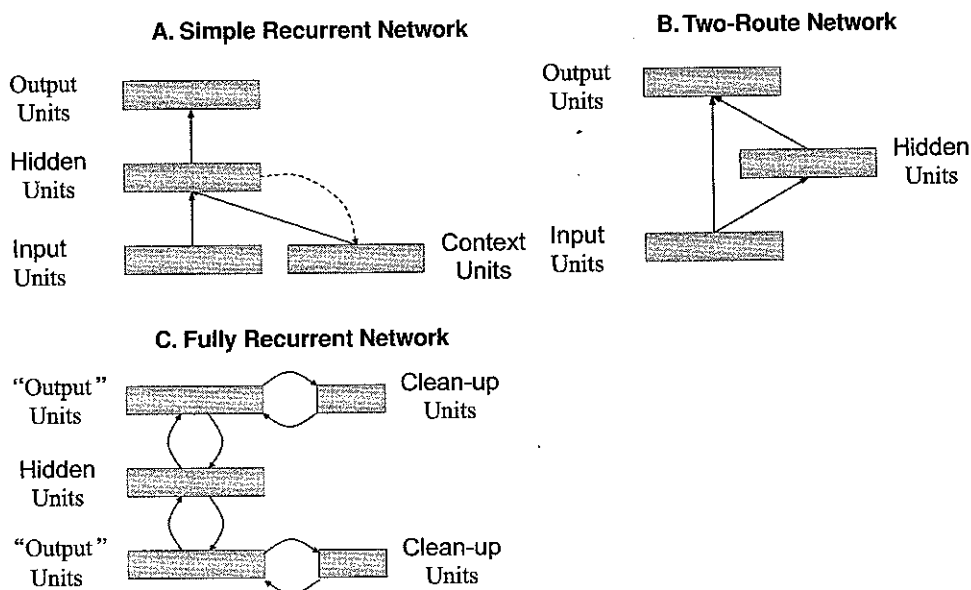 A. Simple Recurrent Network
Output
Units
Hidden
Units
Input
Units
Context
Units
B. Two-Route Network
Output
Units
Hidden
Units
Input
Units
C. Fully Recurrent Network
“Output”
Units
Clean-up
Units
Hidden
Units
“Output”
Units
Clean-up
Units